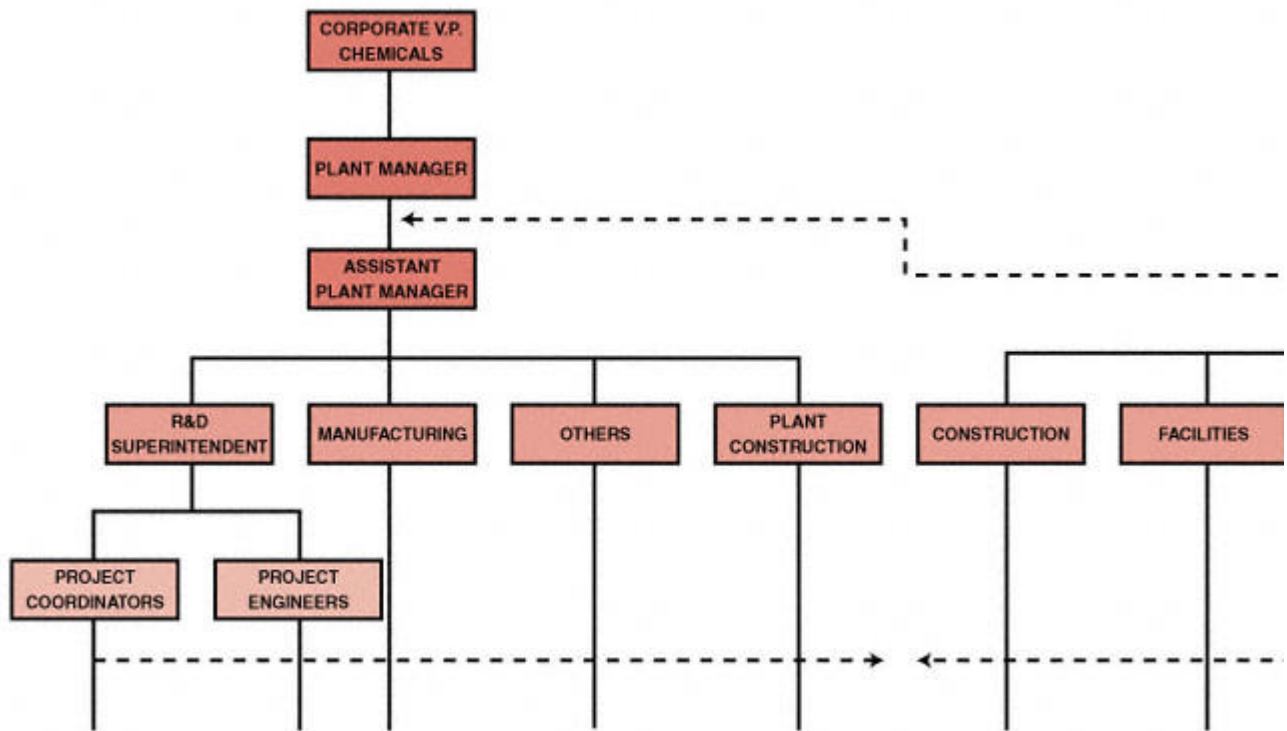 CORPORATE V.P.
CHEMICALS
PLANT MANAGER
ASSISTANT
PLANT MANAGER
R&D
SUPERINTENDENT
MANUFACTURING
OTHERS
PLANT
CONSTRUCTION
CONSTRUCTION
FACILITIES
PROJECT
COORDINATORS
PROJECT
ENGINEERS